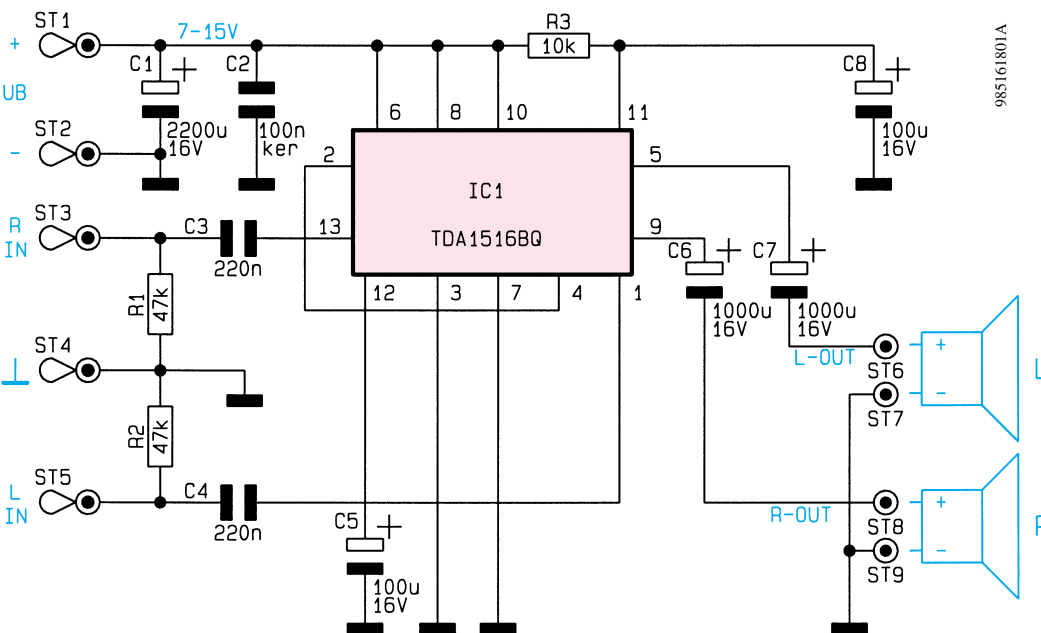 ST1
+
7-15V
R3
10k
985161801A
C1
+
C2
C8
+
UB
6
8
10
11
ST2
-
2200u
16V
100n
ker
100u
16V
2
5
IC1
ST3
R
IN
C3
13
TDA1516BQ
9
C6
+
C7
+
220n
12
3
7
4
1
R1
47k
1000u
16V
1000u
16V
ST4
L-OUT
+
ST6
L
-
ST7
R2
47k
ST5
L
IN
C4
220n
C5
+
R-OUT
+
ST8
-
ST9
100u
16V